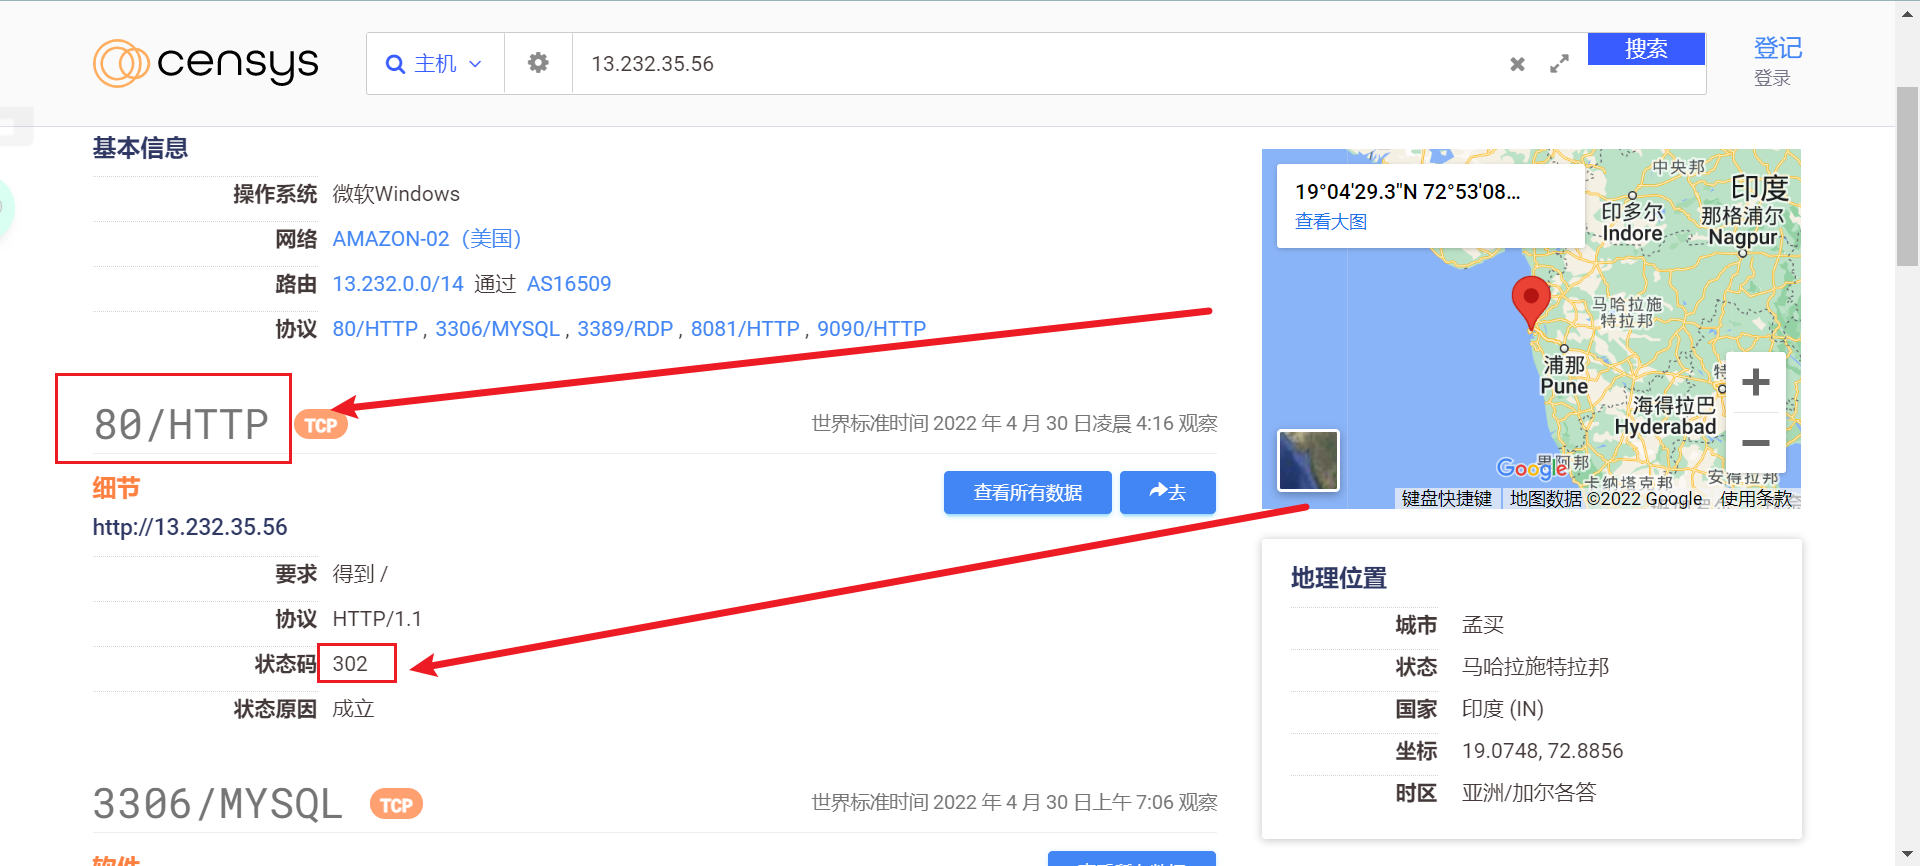 censys
主机
13.232.35.56
搜索
登记
登录
基本信息
操作系统 微软Windows
网络 AMAZON-02（美国）
路由 13.232.0.0/14 通过 AS16509
协议 80/HTTP , 3306/MYSQL , 3389/RDP , 8081/HTTP , 9090/HTTP
80/HTTP TCP
世界标准时间 2022 年 4 月 30 日凌晨 4:16 观察
细节
查看所有数据
去
http://13.232.35.56
要求 得到 /
协议 HTTP/1.1
状态码 302
状态原因 成立
3306/MYSQL TCP
世界标准时间 2022 年 4 月 30 日上午 7:06 观察
软件
查看所有数据
19°04'29.3"N 72°53'08...
查看大图
中央邦
印度
印多尔
Indore
那格浦尔
Nagpur
马哈拉施
特拉邦
浦那
Pune
特
海得拉巴
Hyderabad
果阿邦
Google
卡纳塔克邦
安得拉邦
键盘快捷键
地图数据 ©2022 Google
使用条款
地理位置
城市 孟买
状态 马哈拉施特拉邦
国家 印度 (IN)
坐标 19.0748, 72.8856
时区 亚洲/加尔各答